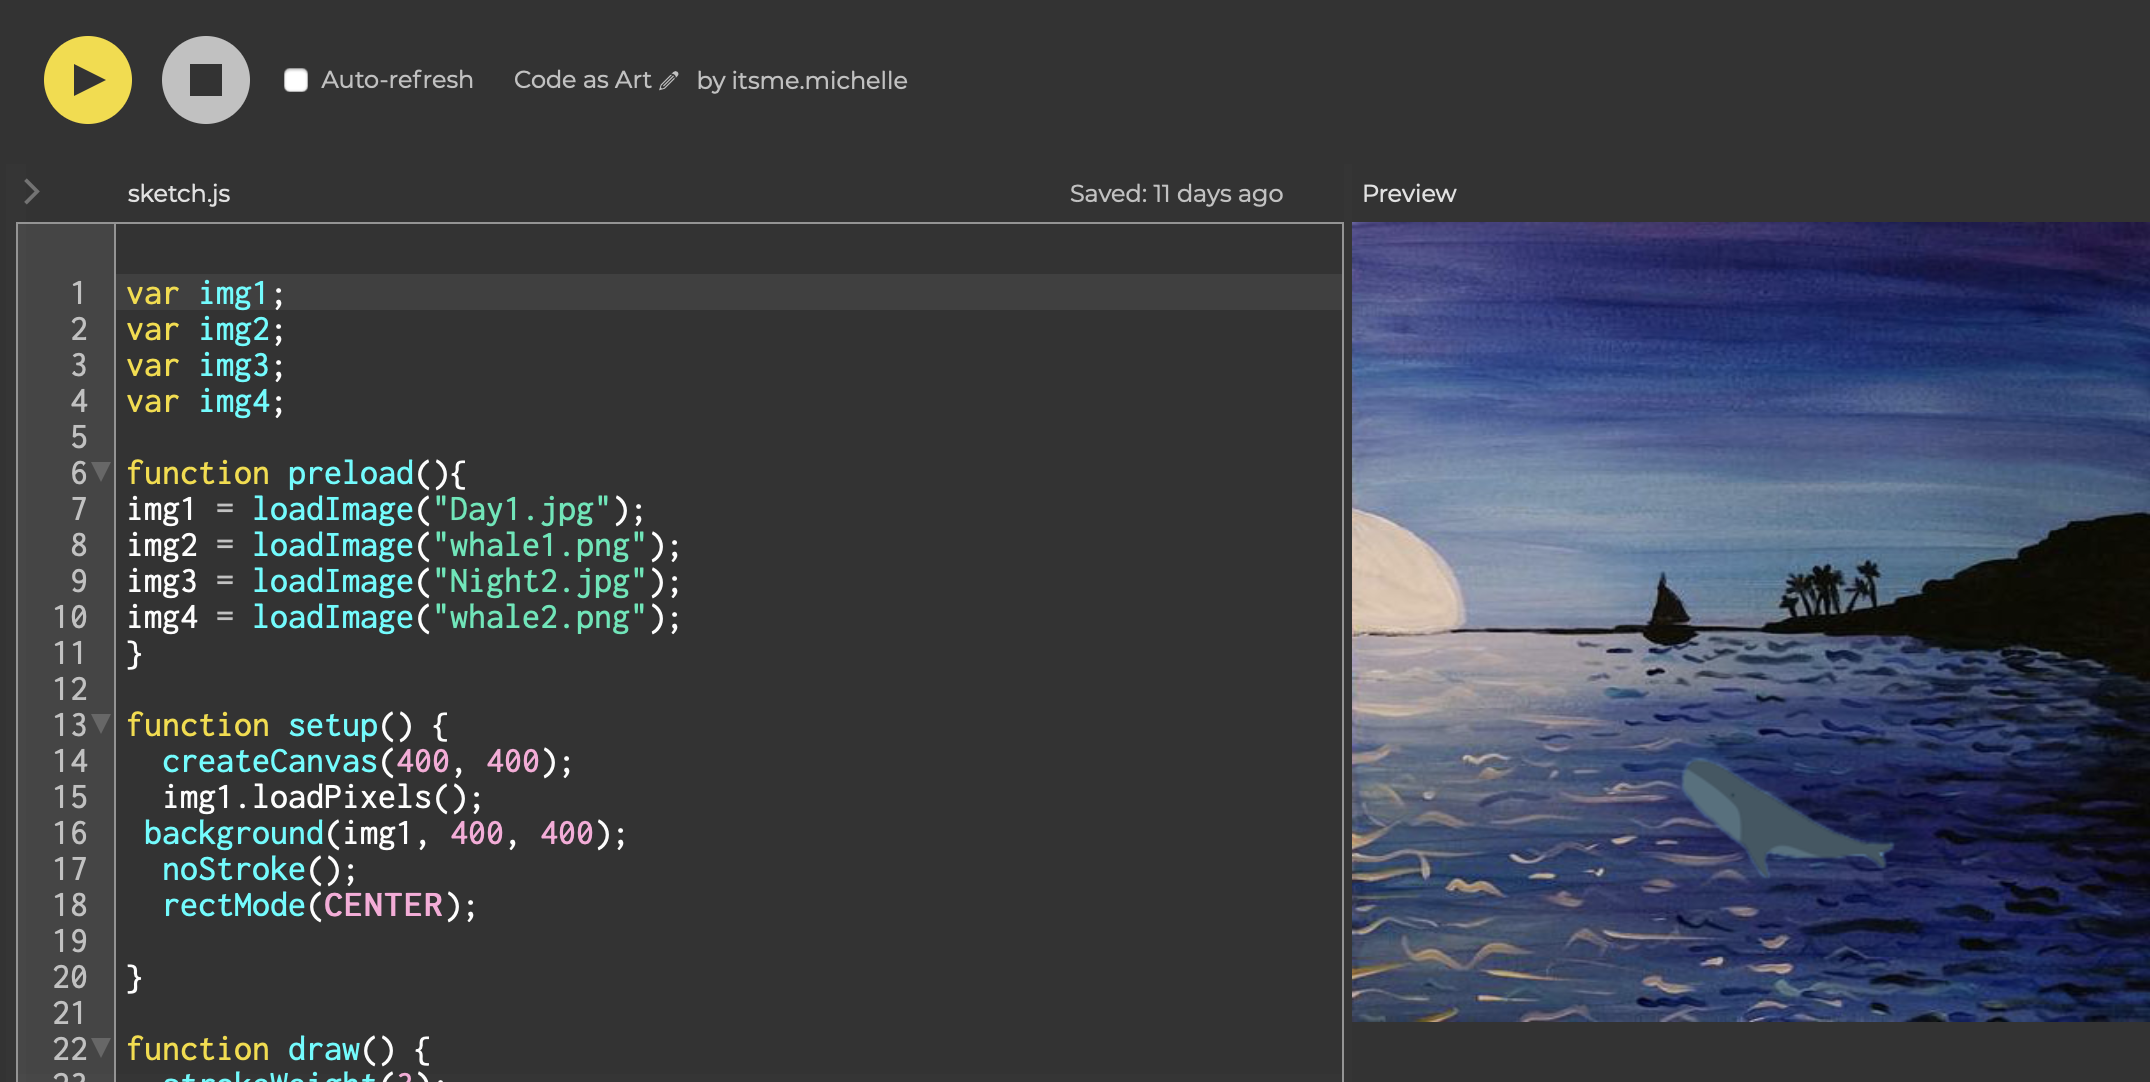 Auto-refresh Code as Art by itsme.michelle
sketch.js Saved: 11 days ago Preview
1 var img1;
2 var img2;
3 var img3;
4 var img4;
5
6 function preload(){
7 img1 = loadImage("Day1.jpg");
8 img2 = loadImage("whale1.png");
9 img3 = loadImage("Night2.jpg");
10 img4 = loadImage("whale2.png");
11 }
12
13 function setup() {
14 createCanvas(400, 400);
15 img1.loadPixels();
16 background(img1, 400, 400);
17 noStroke();
18 rectMode(CENTER);
19
20 }
21
22 function draw() {